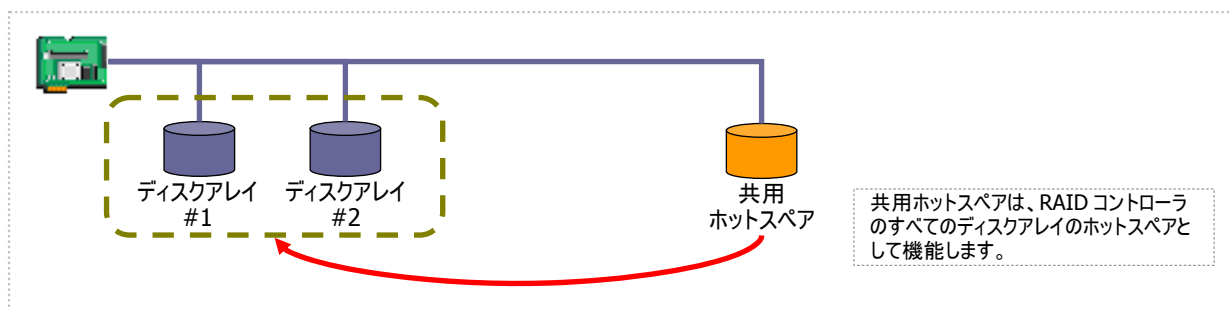 ディスクアレイ
#1
ディスクアレイ
#2
共用
ホットスペア
共用ホットスペアは、RAID コントローラ
のすべてのディスクアレイのホットスペアと
して機能します。